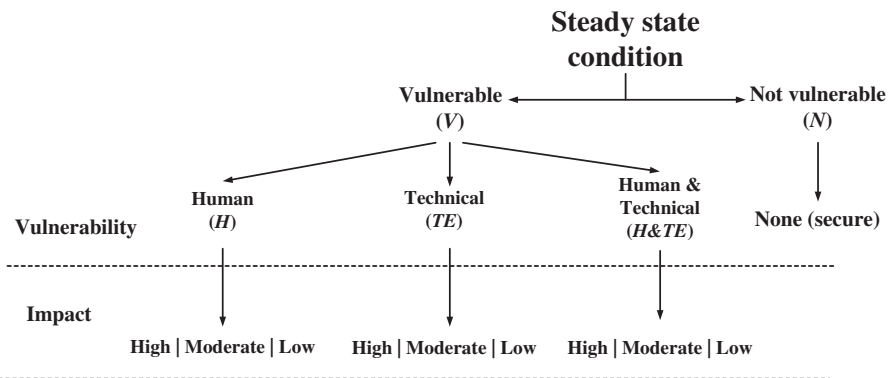 Steady state
condition
Vulnerable
(V)
Not vulnerable
(N)
Human
(H)
Technical
(TE)
Human &
Technical
(H&TE)
None (secure)
Vulnerability
Impact
High | Moderate | Low
High | Moderate | Low
High | Moderate | Low